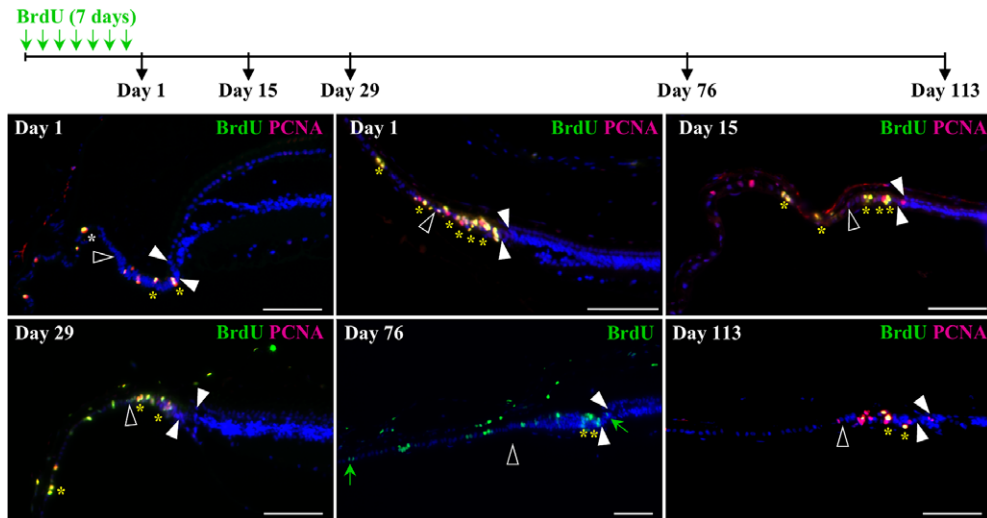 BrdU (7 days)
Day 1 Day 15 Day 29 Day 76 Day 113
Day 1 BrdU PCNA
Day 1 BrdU PCNA
Day 15 BrdU PCNA
Day 29 BrdU PCNA
Day 76 BrdU
Day 113 BrdU PCNA